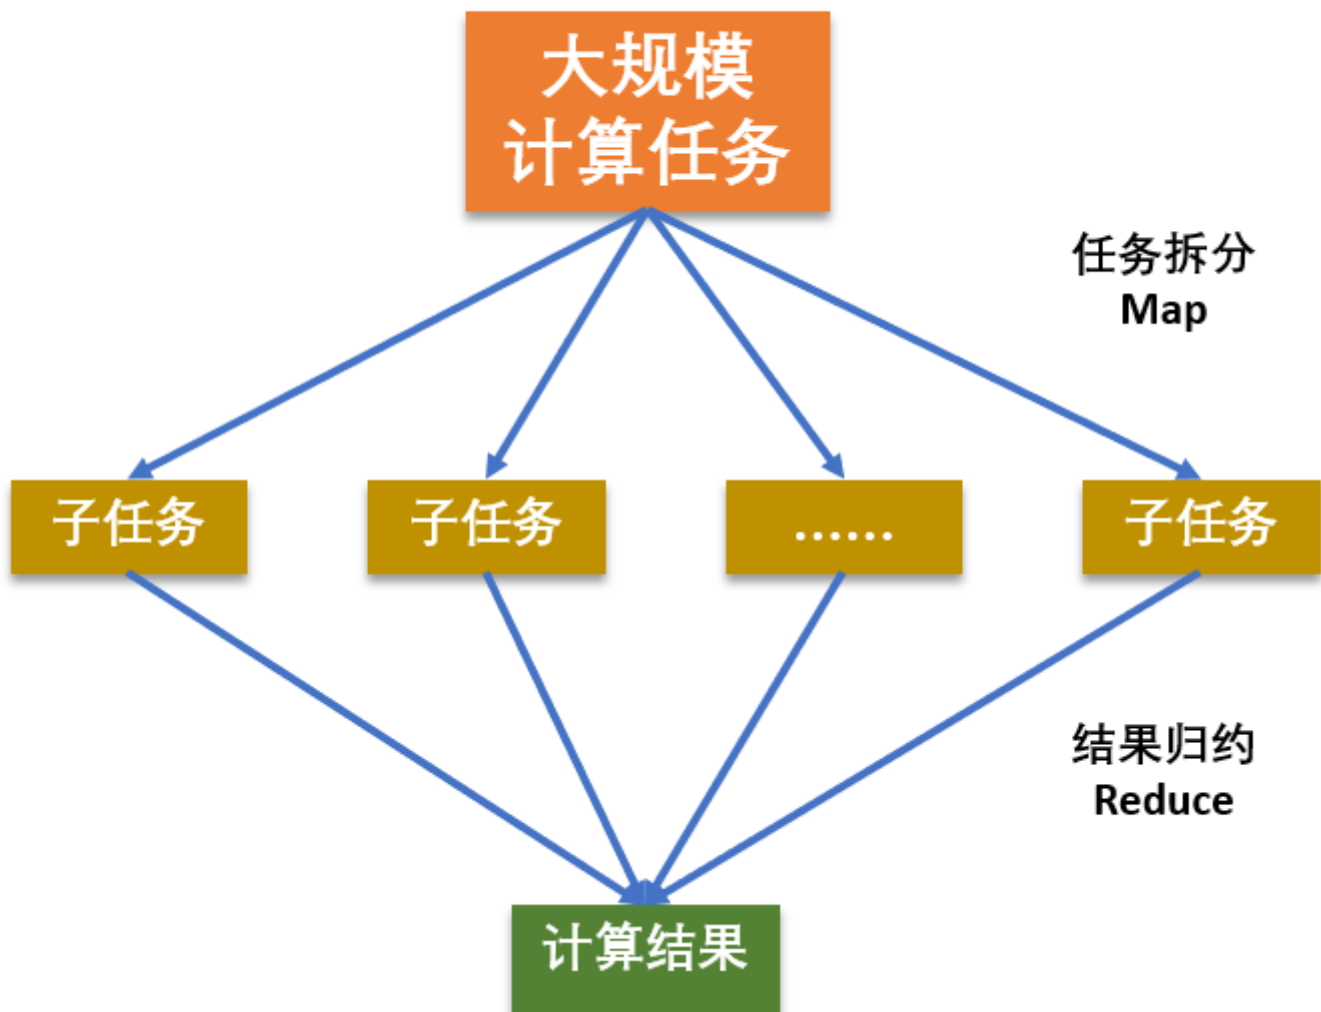 大规模
计算任务
任务拆分
Map
子任务
子任务
......
子任务
结果归约
Reduce
计算结果